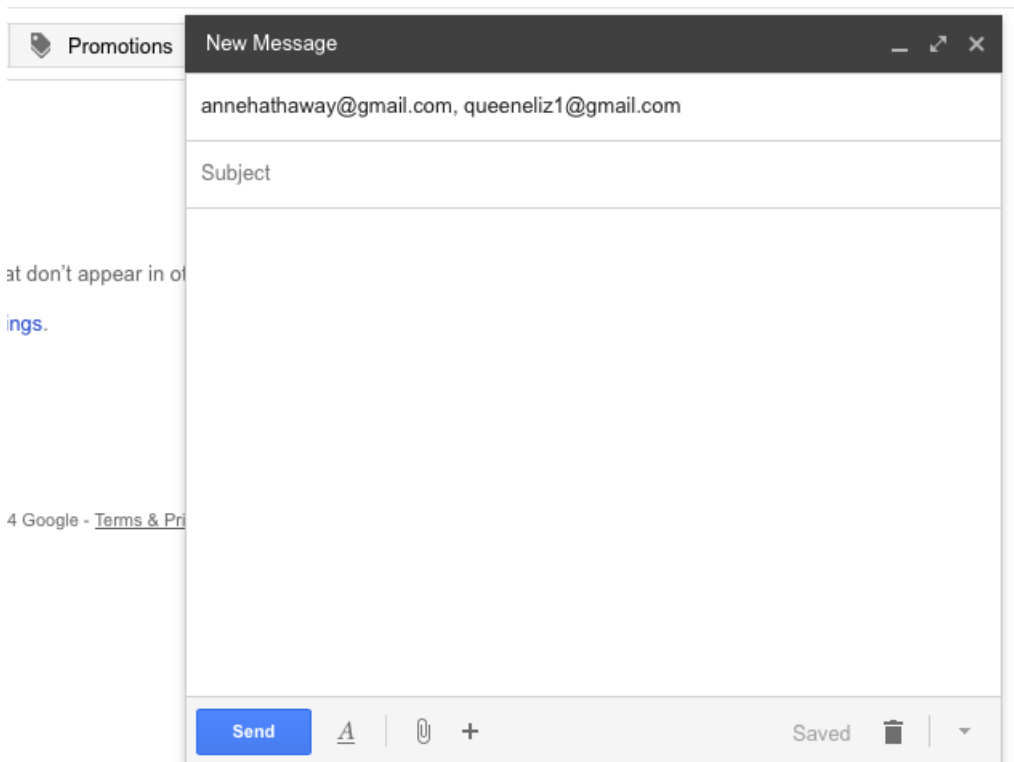 Promotions
New Message
annehathaway@gmail.com, queeneliz1@gmail.com
Subject
at don't appear in of
ings.
4 Google - Terms & Pri
Send
A
Saved